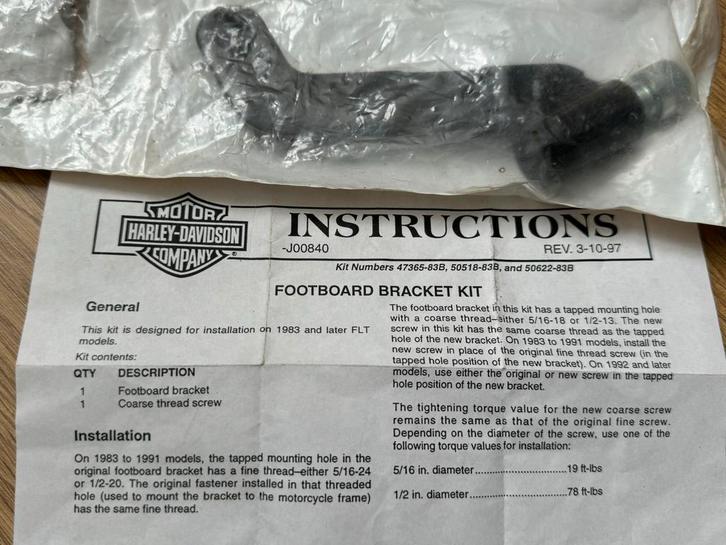 MOTOR
HARLEY-DAVIDSON
COMPANY
®
INSTRUCTIONS
-J00840
REV. 3-10-97
Kit Numbers 47365-83B, 50518-83B, and 50622-83B
FOOTBOARD BRACKET KIT
General
This kit is designed for installation on 1983 and later FLT
models.
Kit contents:
QTY DESCRIPTION
1 Footboard bracket
1 Coarse thread screw
Installation
On 1983 to 1991 models, the tapped mounting hole in the
original footboard bracket has a fine thread–either 5/16-24
or 1/2-20. The original fastener installed in that threaded
hole (used to mount the bracket to the motorcycle frame)
has the same fine thread.
The footboard bracket in this kit has a tapped mounting hole
with a coarse thread–either 5/16-18 or 1/2-13. The new
screw in this kit has the same coarse thread as the tapped
hole of the new bracket. On 1983 to 1991 models, install the
new screw in place of the original fine thread screw (in the
tapped hole position of the new bracket). On 1992 and later
models, use either the original or new screw in the tapped
hole position of the new bracket.
The tightening torque value for the new coarse screw
remains the same as that of the original fine screw.
Depending on the diameter of the screw, use one of the
following torque values for installation:
5/16 in. diameter..............................19 ft-lbs
1/2 in. diameter................................78 ft-lbs